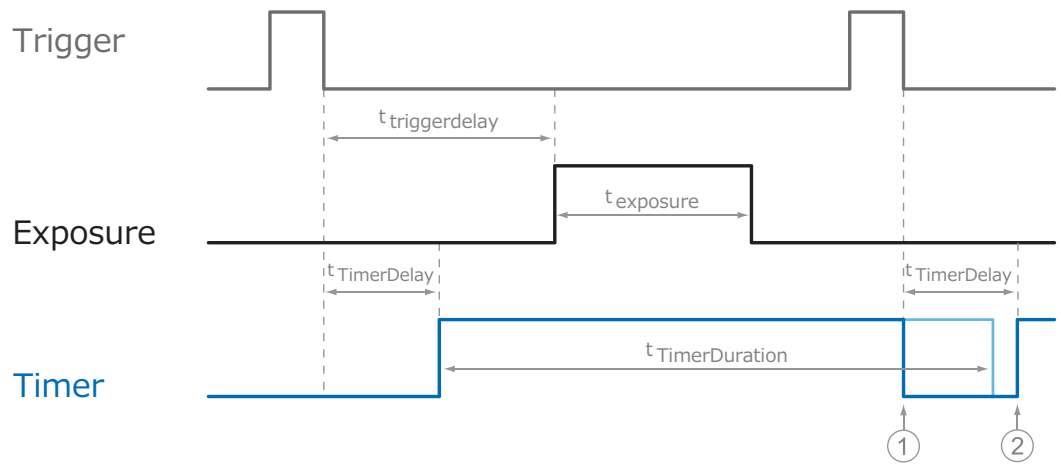 Trigger
t triggerdelay
t exposure
Exposure
t TimerDelay
t TimerDelay
t TimerDuration
Timer
1
2